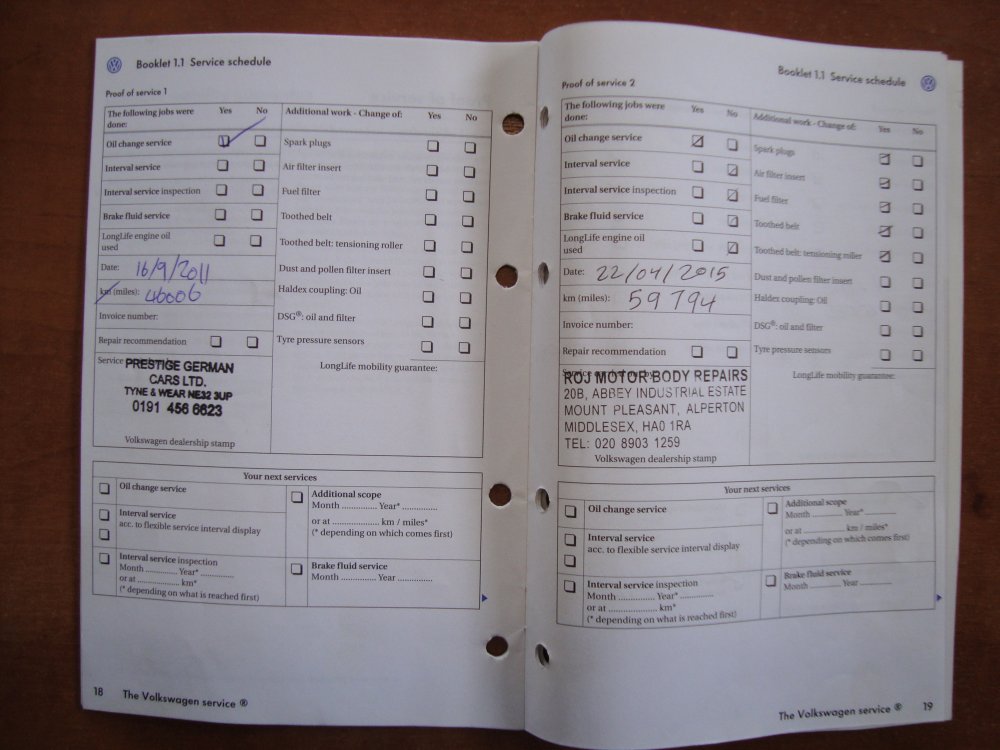 Booklet 1.1 Service schedule
Proof of service 1
The following jobs were done:
Yes
No
Additional work - Change of:
Yes
No
Oil change service
Spark plugs
Interval service
Air filter insert
Interval service inspection
Fuel filter
Brake fluid service
Toothed belt
LongLife engine oil used
Toothed belt: tensioning roller
Date: 16/9/2011
Dust and pollen filter insert
km (miles): 46006
Haldex coupling: Oil
Invoice number:
DSG®: oil and filter
Repair recommendation
Tyre pressure sensors
Service
LongLife mobility guarantee:
PRESTIGE GERMAN
CARS LTD.
TYNE & WEAR NE32 3UP
0191 456 6623
Volkswagen dealership stamp
Your next services
Oil change service
Interval service
acc. to flexible service interval display
Interval service inspection
Month ............ Year* ............
or at ........................ km*
(* depending on what is reached first)
Additional scope
Month ............. Year* .............
or at ................. km / miles*
(* depending on which comes first)
Brake fluid service
Month ............. Year .............
18 The Volkswagen service ®
Booklet 1.1 Service schedule
Proof of service 2
The following jobs were done:
Yes
No
Additional work - Change of:
Yes
No
Oil change service
Spark plugs
Interval service
Air filter insert
Interval service inspection
Fuel filter
Brake fluid service
Toothed belt
LongLife engine oil used
Toothed belt: tensioning roller
Date: 22/04/2015
Dust and pollen filter insert
km (miles): 59794
Haldex coupling: Oil
Invoice number:
DSG®: oil and filter
Repair recommendation
Tyre pressure sensors
LongLife mobility guarantee:
ROJ MOTOR BODY REPAIRS
20B, ABBEY INDUSTRIAL ESTATE
MOUNT PLEASANT, ALPERTON
MIDDLESEX, HA0 1RA
TEL: 020 8903 1259
Volkswagen dealership stamp
Your next services
Oil change service
Interval service
acc. to flexible service interval display
Interval service inspection
Month ............ Year* ............
or at .................... km*
(* depending on what is reached first)
Additional scope
Month ........... Year* ...........
or at ................. km / miles*
(* depending on which comes first)
Brake fluid service
Month ........... Year ...........
The Volkswagen service ® 19